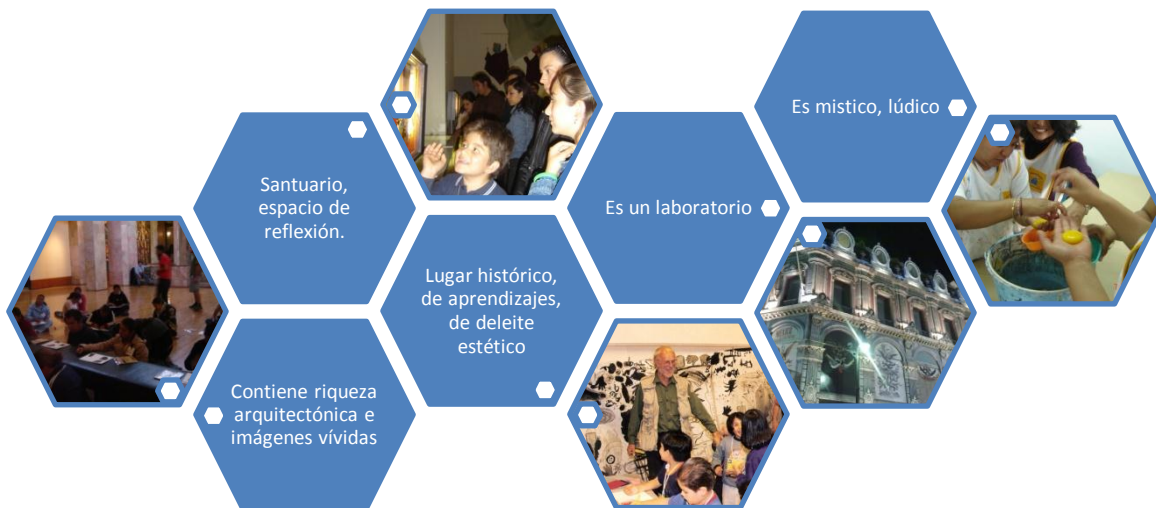 Santuario,
espacio de
reflexión.
Contiene riqueza
arquitectónica e
imágenes vívidas
Lugar histórico,
de aprendizajes,
de deleite
estético
Es un laboratorio
Es mistico, lúdico